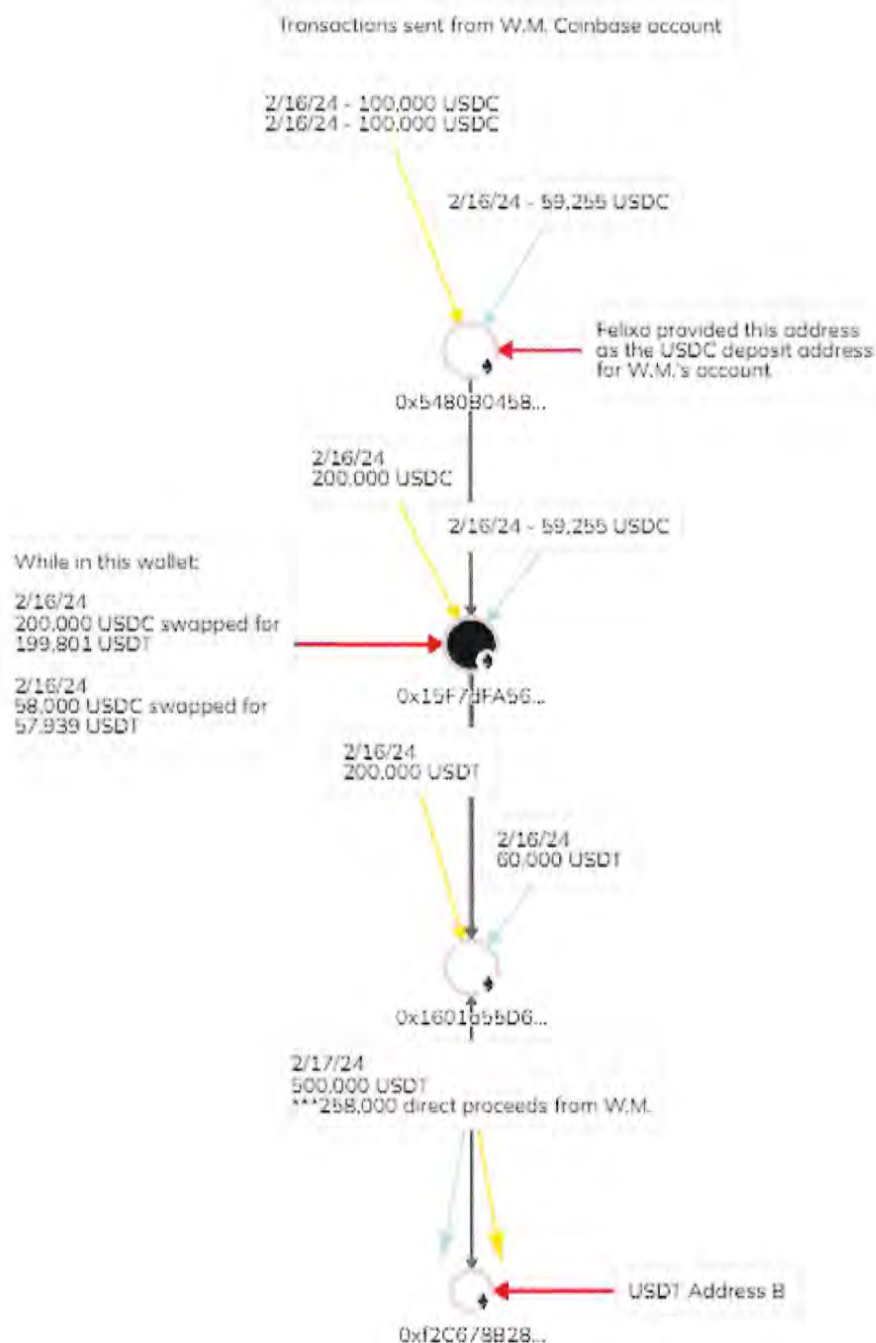 Transactions sent from W.M. Coinbase account
2/16/24 - 100,000 USDC
2/16/24 - 100,000 USDC
2/16/24 - 59,255 USDC
Felixo provided this address
as the USDC deposit address
for W.M.'s account
0x5480B0458...
2/16/24
200,000 USDC
2/16/24 - 59,255 USDC
While in this wallet:
2/16/24
200,000 USDC swapped for
199,801 USDT
2/16/24
58,000 USDC swapped for
57,939 USDT
0x15F7dFA56...
2/16/24
200,000 USDT
2/16/24
60,000 USDT
0x1601a55D6...
2/17/24
500,000 USDT
***258,000 direct proceeds from W.M.
USDT Address B
0xf2C678B28...